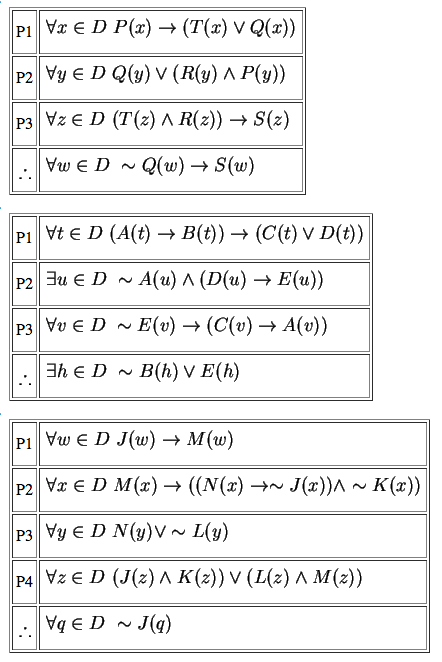 P1 ∀x ∈ D P(x) → (T(x) ∨ Q(x))
P2 ∀y ∈ D Q(y) ∨ (R(y) ∧ P(y))
P3 ∀z ∈ D (T(z) ∧ R(z)) → S(z)
∴ ∀w ∈ D ∼ Q(w) → S(w)
P1 ∀t ∈ D (A(t) → B(t)) → (C(t) ∨ D(t))
P2 ∃u ∈ D ∼ A(u) ∧ (D(u) → E(u))
P3 ∀v ∈ D ∼ E(v) → (C(v) → A(v))
∴ ∃h ∈ D ∼ B(h) ∨ E(h)
P1 ∀w ∈ D J(w) → M(w)
P2 ∀x ∈ D M(x) → ((N(x) →∼ J(x))∧ ∼ K(x))
P3 ∀y ∈ D N(y)∨ ∼ L(y)
P4 ∀z ∈ D (J(z) ∧ K(z)) ∨ (L(z) ∧ M(z))
∴ ∀q ∈ D ∼ J(q)